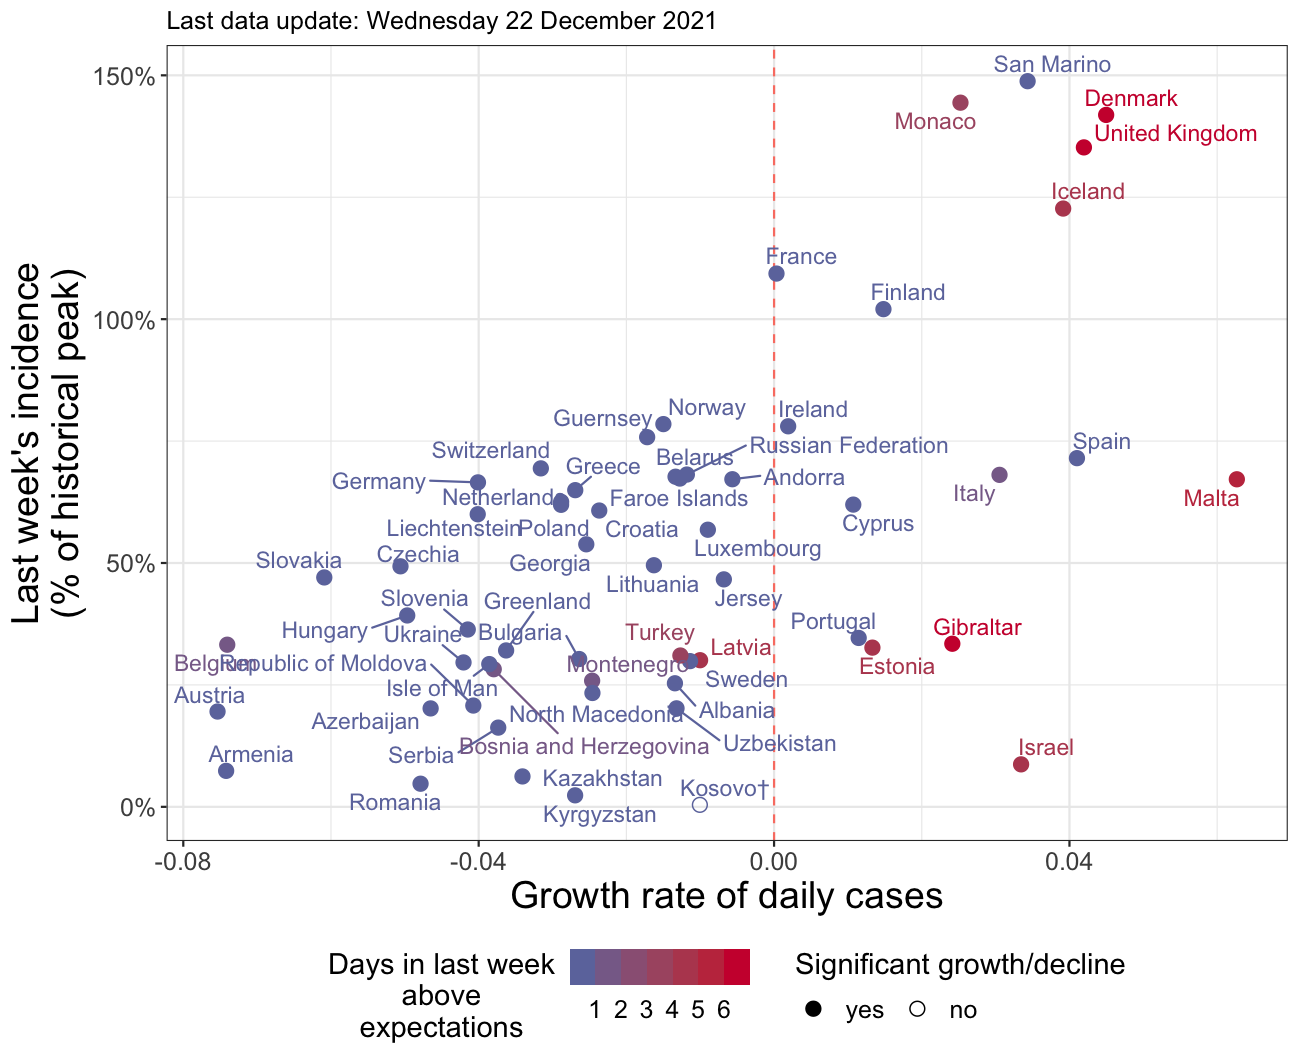 Last data update: Wednesday 22 December 2021
150%
100%
50%
0%
Last week's incidence
(% of historical peak)
San Marino
Denmark
Monaco
United Kingdom
Iceland
France
Finland
Norway
Ireland
Guernsey
Spain
Switzerland
Belarus
Russian Federation
Greece
Germany
Andorra
Netherlands
Faroe Islands
Italy
Malta
Liechtenstein
Poland
Croatia
Cyprus
Luxembourg
Slovakia
Czechia
Georgia
Lithuania
Slovenia
Greenland
Jersey
Hungary
Ukraine
Bulgaria
Turkey
Portugal
Gibraltar
Latvia
Belgium
Republic of Moldova
Montenegro
Estonia
Isle of Man
Sweden
Austria
Azerbaijan
North Macedonia
Albania
Serbia
Bosnia and Herzegovina
Uzbekistan
Armenia
Israel
Kazakhstan
Kosovo†
Romania
Kyrgyzstan
-0.08
-0.04
0.00
0.04
Growth rate of daily cases
Days in last week
above
expectations
1 2 3 4 5 6
Significant growth/decline
yes
no